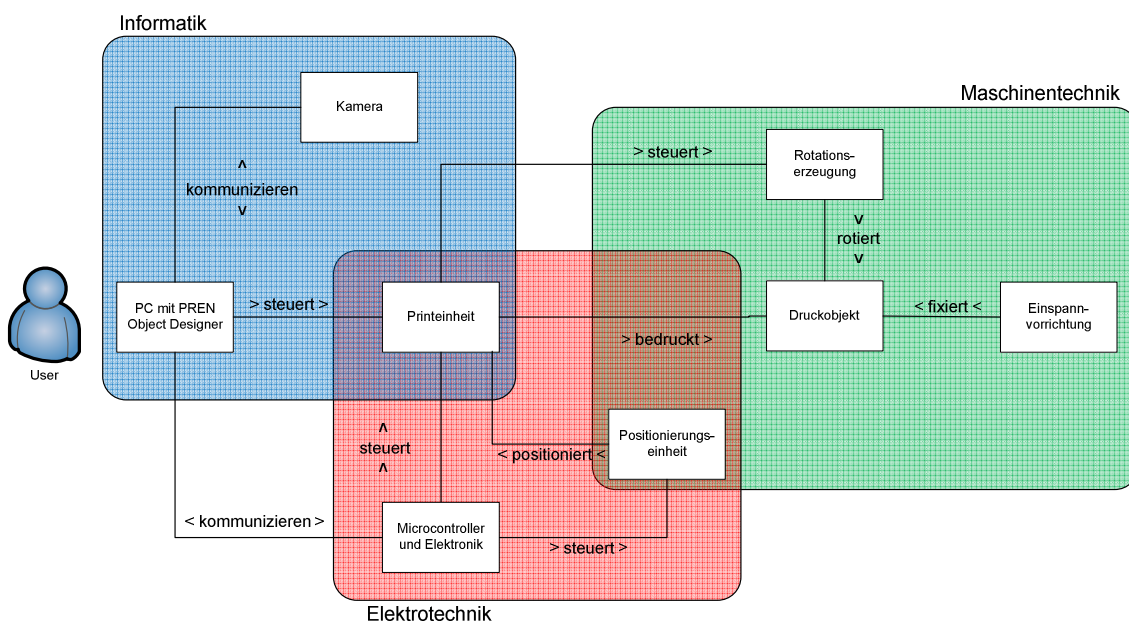 Informatik
Kamera
Maschinentechnik
> steuert >
Rotations-
erzeugung
^
kommunizieren
v
v
rotiert
v
PC mit PREN
Object Designer
> steuert >
Printeinheit
> bedruckt >
Druckobjekt
< fixiert <
Einspann-
vorrichtung
User
^
steuert
^
< positioniert <
Positionierungs-
einheit
< kommunizieren >
Microcontroller
und Elektronik
> steuert >
Elektrotechnik